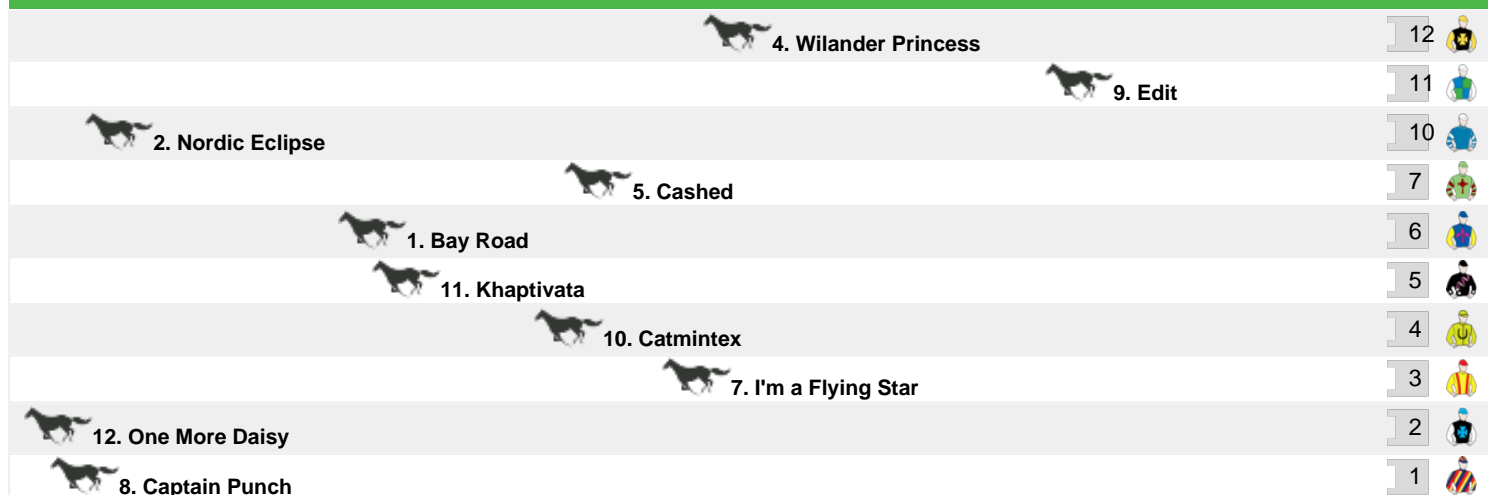 4. Wilander Princess 12
9. Edit 11
2. Nordic Eclipse 10
5. Cashed 7
1. Bay Road 6
11. Khaptivata 5
10. Catmintex 4
7. I'm a Flying Star 3
12. One More Daisy 2
8. Captain Punch 1